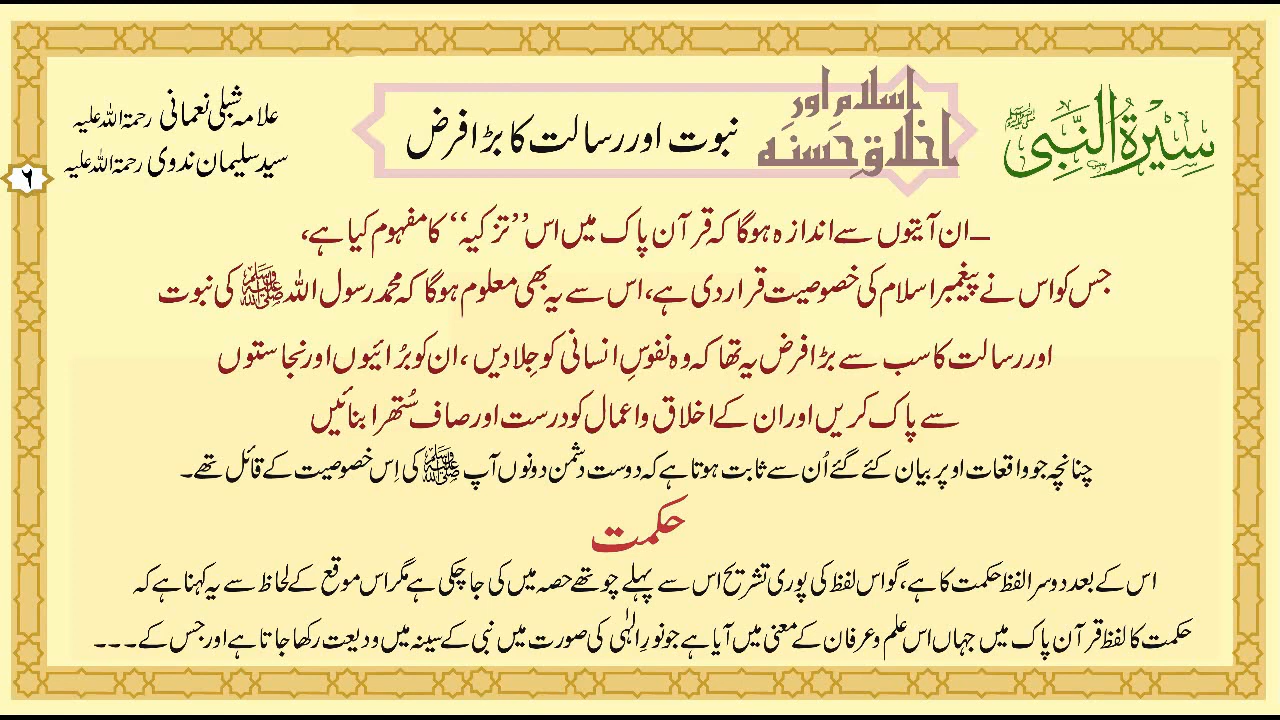 سِیْرَۃُ النَّبِی ﷺ
اسلام اور
اخلاقِ حَسنَہ
نبوت اور رسالت کا بڑا فرض
علامہ شبلی نعمانی رحمۃ اللہ علیہ
سید سلیمان ندوی رحمۃ اللہ علیہ
۶
۔ان آیتوں سے اندازہ ہوگا کہ قرآن پاک میں اس ”تزکیہ“ کا مفہوم کیا ہے،
جس کو اس نے پیغمبر اسلام کی خصوصیت قرار دی ہے، اس سے یہ بھی معلوم ہوگا کہ محمد رسول اللہ ﷺ کی نبوت
اور رسالت کا سب سے بڑا فرض یہ تھا کہ وہ نفوسِ انسانی کو جِلا دیں، ان کو بُرائیوں اور نجاستوں
سے پاک کریں اور ان کے اخلاق و اعمال کو درست اور صاف سُتھرا بنائیں
چنانچہ جو واقعات اوپر بیان کئے گئے اُن سے ثابت ہوتا ہے کہ دوست دشمن دونوں آپ ﷺ کی اِس خصوصیت کے قائل تھے۔
حکمت
اس کے بعد دوسرا لفظ حکمت کا ہے، گو اس لفظ کی پوری تشریح اس سے پہلے چوتھے حصہ میں کی جا چکی ہے مگر اس موقع کے لحاظ سے یہ کہنا ہے کہ
حکمت کا لفظ قرآن پاک میں جہاں اس علم و عرفان کے معنی میں آیا ہے جو نورِ الٰہی کی صورت میں نبی کے سینہ میں ودیعت رکھا جاتا ہے اور جس کے۔۔۔